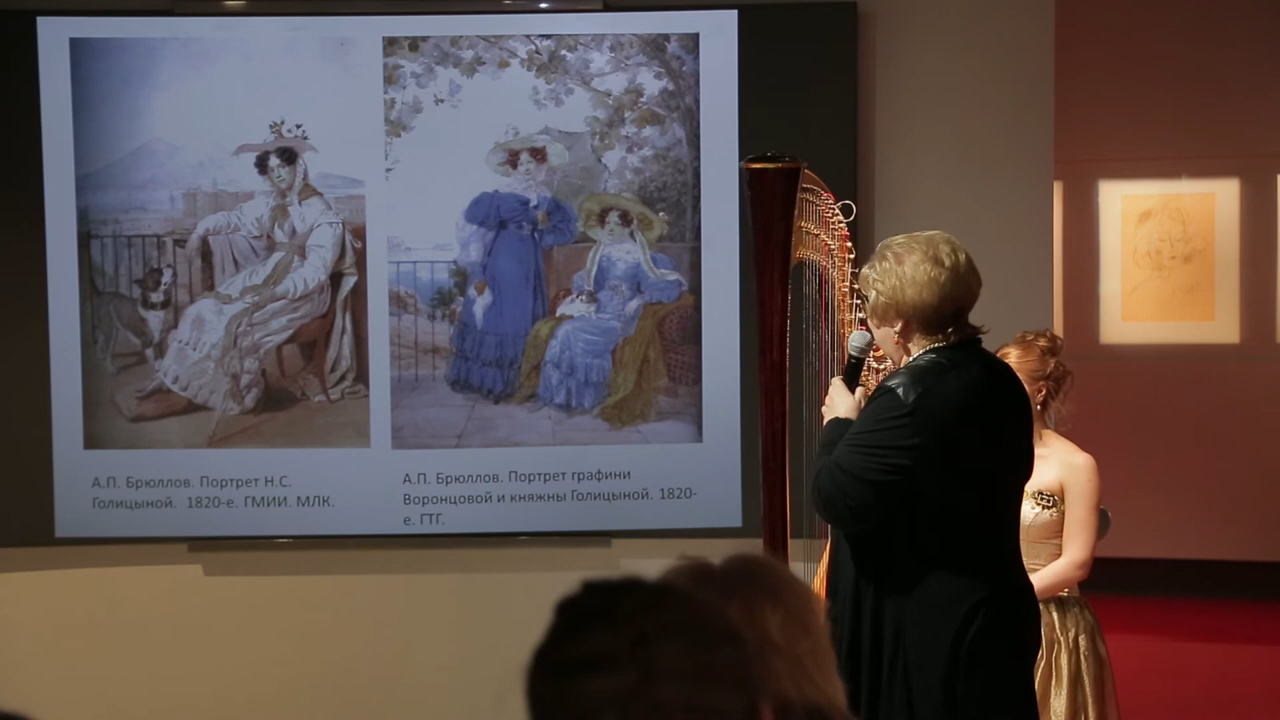 А.П. Брюллов. Портрет Н.С.
Голицыной. 1820-е. ГМИИ. МЛК.
А.П. Брюллов. Портрет графини
Воронцовой и княжны Голицыной. 1820-
е. ГТГ.